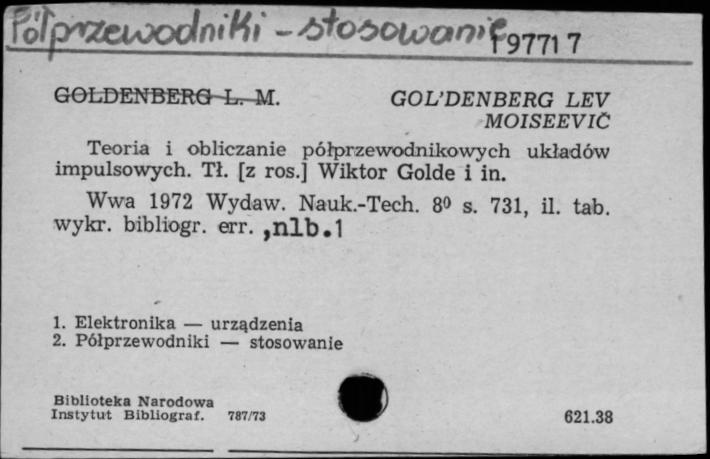 Półprzewodniki - stosowanie
197717
GOLDENBERG L. M. GOL’DENBERG LEV
MOISEEVIČ
Teoria i obliczanie półprzewodnikowych układów
impulsowych. Tł. [z ros.] Wiktor Golde i in.
Wwa 1972 Wydaw. Nauk.-Tech. 8⁰ s. 731, il. tab.
wykr. bibliogr. err. ,nlb.1
1. Elektronika — urządzenia
2. Półprzewodniki — stosowanie
Biblioteka Narodowa
Instytut Bibliograf. 787/73 621.38